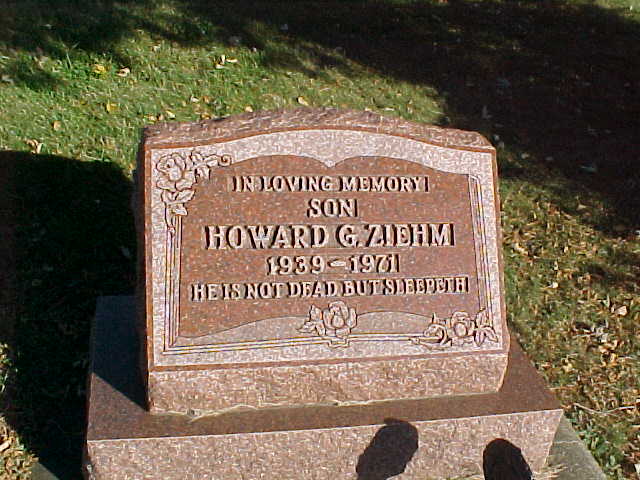 IN LOVING MEMORY
SON
HOWARD G. ZIEHM
1939 – 1971
HE IS NOT DEAD BUT SLEEPETH